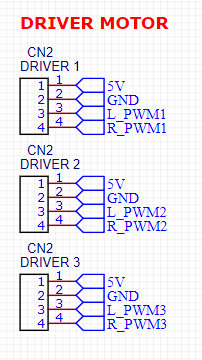 DRIVER MOTOR
CN2
DRIVER 1
1 1 5V
2 2 GND
3 3 L_PWM1
4 4 R_PWM1
CN2
DRIVER 2
1 1 5V
2 2 GND
3 3 L_PWM2
4 4 R_PWM2
CN2
DRIVER 3
1 1 5V
2 2 GND
3 3 L_PWM3
4 4 R_PWM3